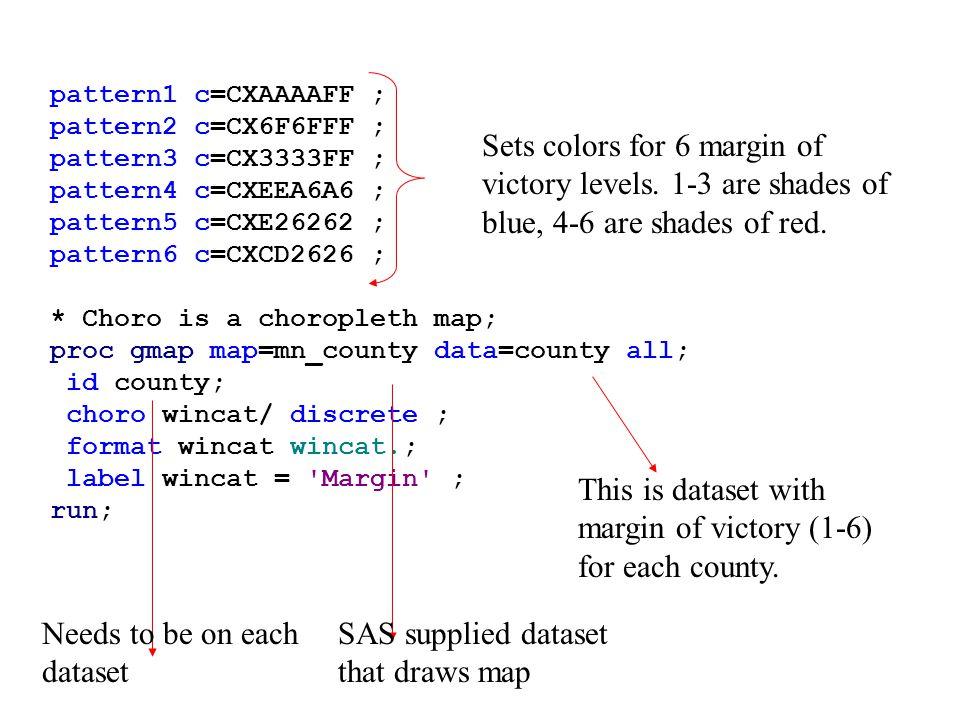 pattern1 c=CXAAAAFF ;
pattern2 c=CX6F6FFF ;
pattern3 c=CX3333FF ;
pattern4 c=CXEEA6A6 ;
pattern5 c=CXE26262 ;
pattern6 c=CXCD2626 ;
Sets colors for 6 margin of
victory levels. 1-3 are shades of
blue, 4-6 are shades of red.
* Choro is a choropleth map;
proc gmap map=mn_county data=county all;
id county;
choro wincat/ discrete ;
format wincat wincat.;
label wincat = 'Margin' ;
run;
This is dataset with
margin of victory (1-6)
for each county.
Needs to be on each
dataset
SAS supplied dataset
that draws map